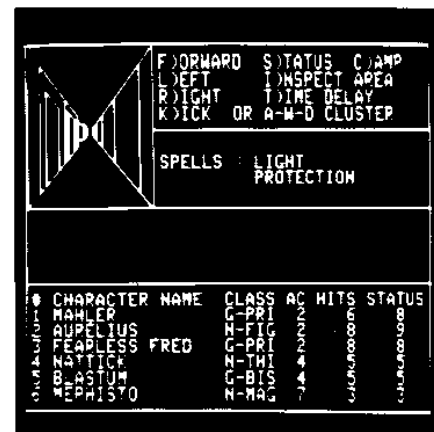 F)ORWARD S)TATUS C)AMP
L)EFT I)NSPECT AREA
R)IGHT T)IME DELAY
K)ICK OR A-W-D CLUSTER
SPELLS : LIGHT
PROTECTION
# CHARACTER NAME CLASS AC HITS STATUS
1 MAHLER G-PRI 2 6 8
2 AURELIUS N-FIG 2 8 9
3 FEARLESS FRED G-PRI 2 8 8
4 NATTICK N-THI 4 5 5
5 BLASTUM G-BIS 4 5 5
6 MEPHISTO N-MAG 7 3 3